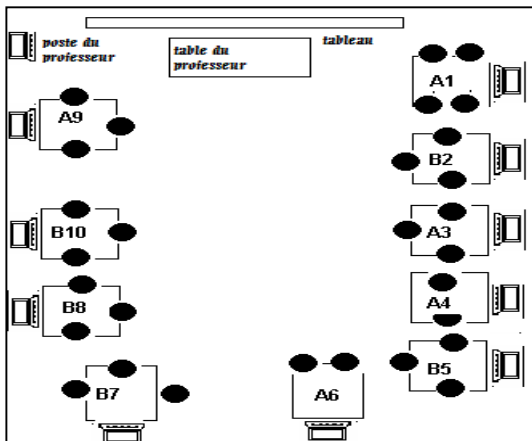 poste du
professeur
table du
professeur
tableau
A1
A9
B2
B10
A3
B8
A4
B5
B7
A6